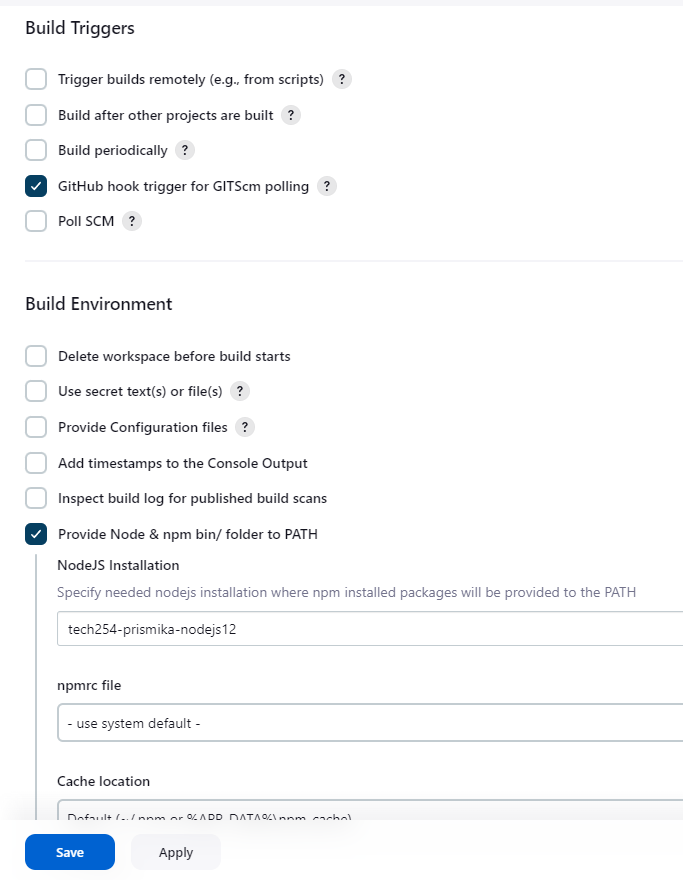 Build Triggers
Trigger builds remotely (e.g., from scripts) ?
Build after other projects are built ?
Build periodically ?
GitHub hook trigger for GITScm polling ?
Poll SCM ?
Build Environment
Delete workspace before build starts
Use secret text(s) or file(s) ?
Provide Configuration files ?
Add timestamps to the Console Output
Inspect build log for published build scans
Provide Node & npm bin/ folder to PATH
NodeJS Installation
Specify needed nodejs installation where npm installed packages will be provided to the PATH
tech254-prismika-nodejs12
npmrc file
- use system default -
Cache location
Default (~/.npm or %APP_DATA%\npm-cache)
Save Apply